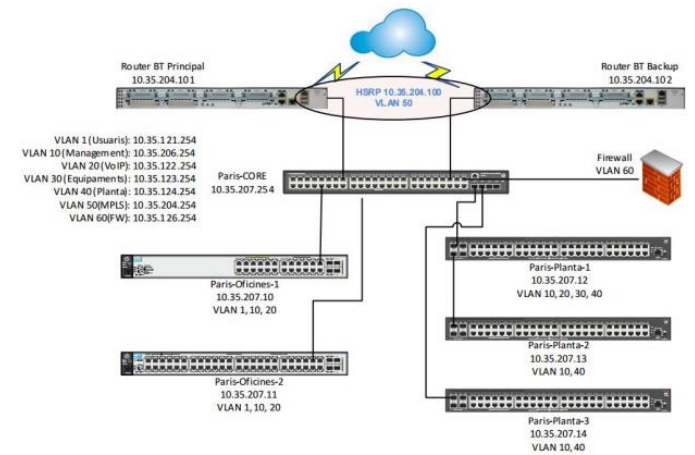 Router BT Principal
10.35.204.101
Router BT Backup
10.35.204.102
HSRP 10.35.204.100
VLAN 50
VLAN 1 (Usuaris): 10.35.121.254
VLAN 10 (Management): 10.35.206.254
VLAN 20 (VoIP): 10.35.122.254
VLAN 30 (Equipaments): 10.35.123.254
VLAN 40 (Planta): 10.35.124.254
VLAN 50(MPLS): 10.35.204.254
VLAN 60(FW): 10.35.126.254
Paris-CORE
10.35.207.254
Firewall
VLAN 60
Paris-Oficines-1
10.35.207.10
VLAN 1, 10, 20
Paris-Oficines-2
10.35.207.11
VLAN 1, 10, 20
Paris-Planta-1
10.35.207.12
VLAN 10, 20, 30, 40
Paris-Planta-2
10.35.207.13
VLAN 10, 40
Paris-Planta-3
10.35.207.14
VLAN 10, 40